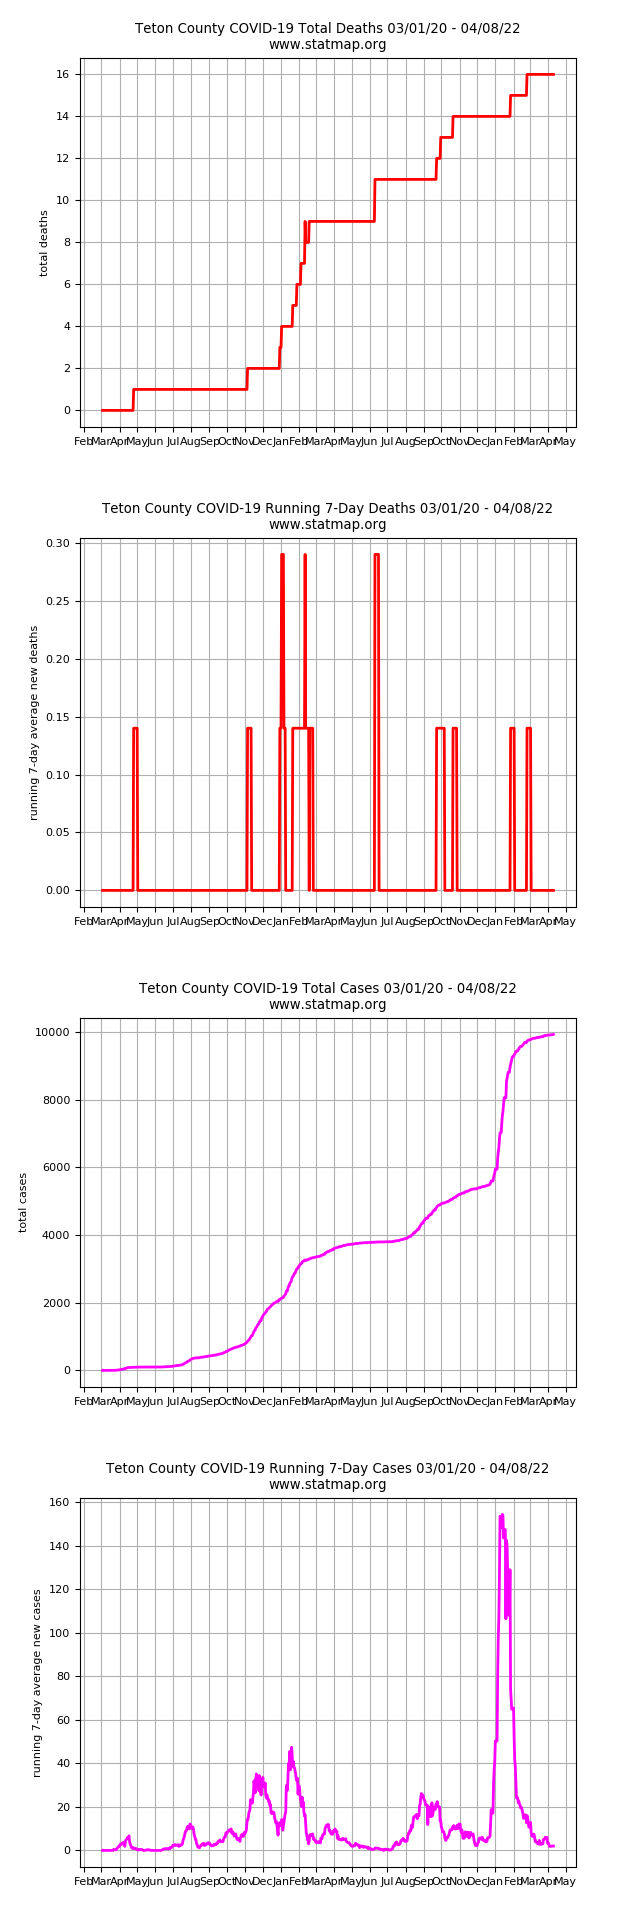 Teton County COVID-19 Total Deaths 03/01/20 - 04/08/22
www.statmap.org
16
14
12
10
8
6
4
2
0
total deaths
Feb Mar Apr May Jun Jul Aug Sep Oct Nov Dec Jan Feb Mar Apr May Jun Jul Aug Sep Oct Nov Dec Jan Feb Mar Apr May
Teton County COVID-19 Running 7-Day Deaths 03/01/20 - 04/08/22
www.statmap.org
0.30
0.25
0.20
0.15
0.10
0.05
0.00
running 7-day average new deaths
Feb Mar Apr May Jun Jul Aug Sep Oct Nov Dec Jan Feb Mar Apr May Jun Jul Aug Sep Oct Nov Dec Jan Feb Mar Apr May
Teton County COVID-19 Total Cases 03/01/20 - 04/08/22
www.statmap.org
10000
8000
6000
4000
2000
0
total cases
Feb Mar Apr May Jun Jul Aug Sep Oct Nov Dec Jan Feb Mar Apr May Jun Jul Aug Sep Oct Nov Dec Jan Feb Mar Apr May
Teton County COVID-19 Running 7-Day Cases 03/01/20 - 04/08/22
www.statmap.org
160
140
120
100
80
60
40
20
0
running 7-day average new cases
Feb Mar Apr May Jun Jul Aug Sep Oct Nov Dec Jan Feb Mar Apr May Jun Jul Aug Sep Oct Nov Dec Jan Feb Mar Apr May